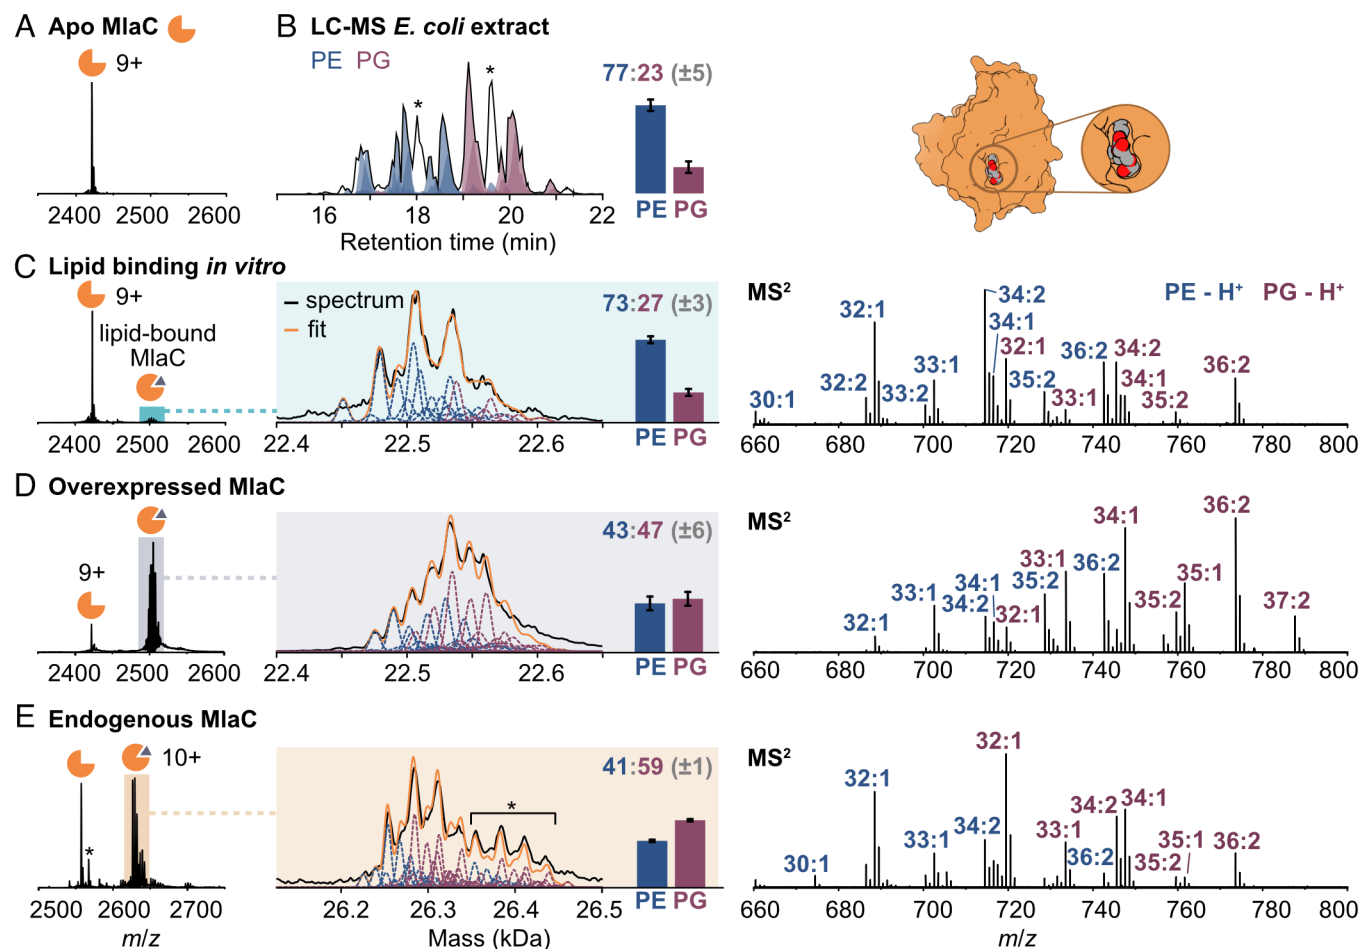 A Apo MlaC
9+
2400 2500 2600
B LC-MS E. coli extract
PE PG
*
*
77:23 (±5)
PE PG
16 18 20 22
Retention time (min)
C Lipid binding in vitro
9+
lipid-bound
MlaC
2400 2500 2600
spectrum
fit
73:27 (±3)
PE PG
22.4 22.5 22.6
MS²
PE - H⁺ PG - H⁺
30:1
32:2
32:1
33:2
33:1
34:2
34:1
32:1
35:2
33:1
36:2
34:2
34:1
35:2
36:2
660 680 700 720 740 760 780 800
D Overexpressed MlaC
9+
2400 2500 2600
43:47 (±6)
PE PG
22.4 22.5 22.6
MS²
32:1
33:1
34:2
34:1
32:1
35:2
33:1
36:2
34:1
35:2
35:1
36:2
37:2
660 680 700 720 740 760 780 800
E Endogenous MlaC
10+
*
2500 2600 2700
m/z
*
41:59 (±1)
PE PG
26.2 26.3 26.4 26.5
Mass (kDa)
MS²
30:1
32:1
33:1
34:2
32:1
33:1
36:2
34:2
34:1
35:2
35:1
36:2
660 680 700 720 740 760 780 800
m/z